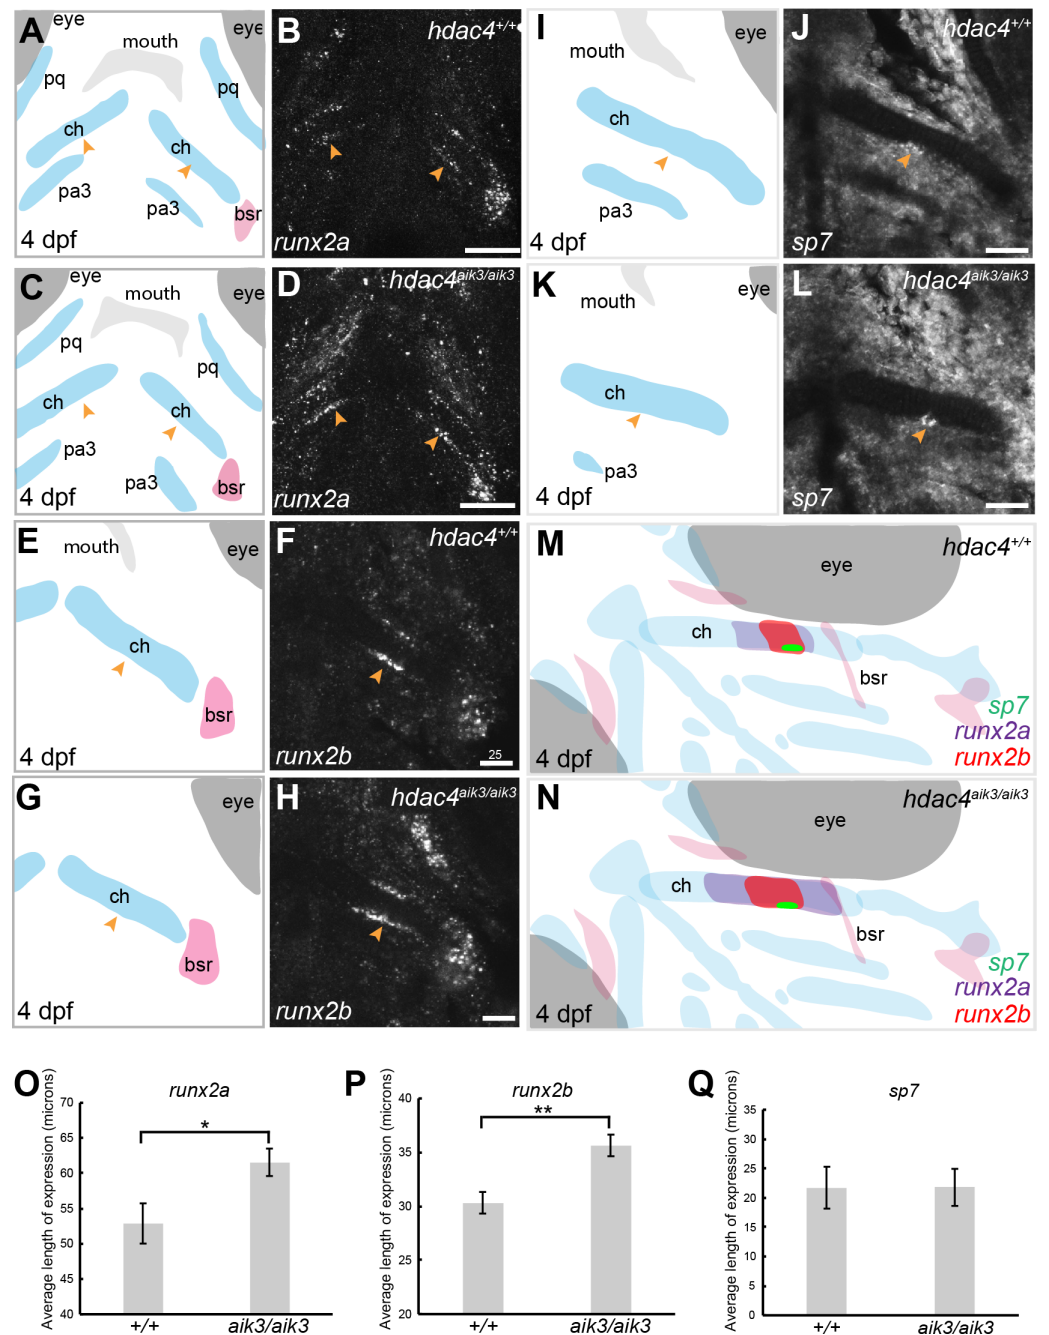 A
eye
eye
mouth
pq
pq
ch
ch
pa3
pa3
bsr
4 dpf
B
hdac4+/+
runx2a
C
eye
eye
mouth
pq
pq
ch
ch
pa3
pa3
bsr
4 dpf
D
hdac4aik3/aik3
runx2a
E
mouth
eye
ch
bsr
4 dpf
F
hdac4+/+
runx2b
25
G
eye
ch
bsr
4 dpf
H
hdac4aik3/aik3
runx2b
I
eye
mouth
ch
pa3
4 dpf
J
hdac4+/+
sp7
K
eye
mouth
ch
pa3
4 dpf
L
hdac4aik3/aik3
sp7
M
hdac4+/+
eye
ch
bsr
sp7
runx2a
4 dpf
runx2b
N
hdac4aik3/aik3
eye
ch
bsr
sp7
runx2a
4 dpf
runx2b
O
runx2a
Average length of expression (microns)
70
65
60
55
50
45
40
*
+/+
aik3/aik3
P
runx2b
Average length of expression (microns)
40
35
30
25
20
**
+/+
aik3/aik3
Q
sp7
Average length of expression (microns)
35
30
25
20
15
10
5
0
+/+
aik3/aik3